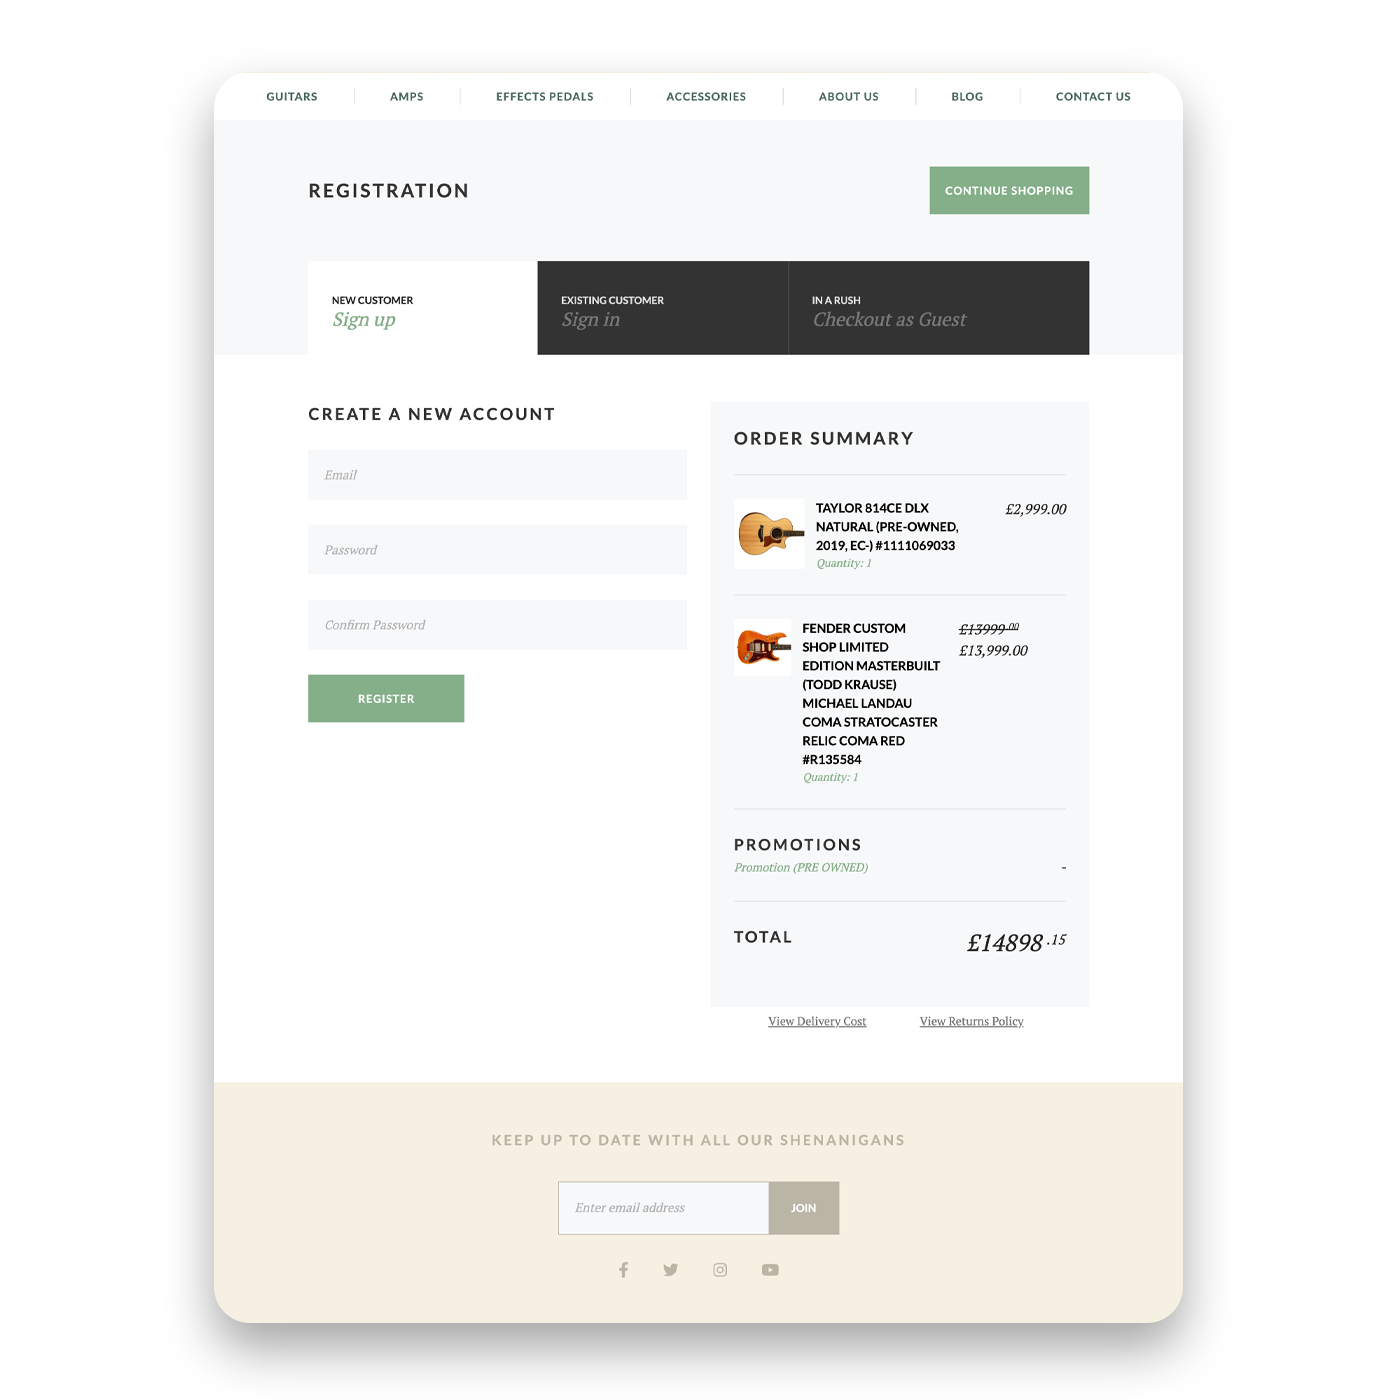 GUITARS AMPS EFFECTS PEDALS ACCESSORIES ABOUT US BLOG CONTACT US
REGISTRATION
CONTINUE SHOPPING
NEW CUSTOMER
Sign up
EXISTING CUSTOMER
Sign in
IN A RUSH
Checkout as Guest
CREATE A NEW ACCOUNT
Email
Password
Confirm Password
REGISTER
ORDER SUMMARY
TAYLOR 814CE DLX
NATURAL (PRE-OWNED,
2019, EC-) #1111069033
Quantity: 1
£2,999.00
FENDER CUSTOM
SHOP LIMITED
EDITION MASTERBUILT
(TODD KRAUSE)
MICHAEL LANDAU
COMA STRATOCASTER
RELIC COMA RED
#R135584
Quantity: 1
£13999.00
£13,999.00
PROMOTIONS
Promotion (PRE OWNED) -
TOTAL
£14898.15
View Delivery Cost View Returns Policy
KEEP UP TO DATE WITH ALL OUR SHENANIGANS
Enter email address
JOIN